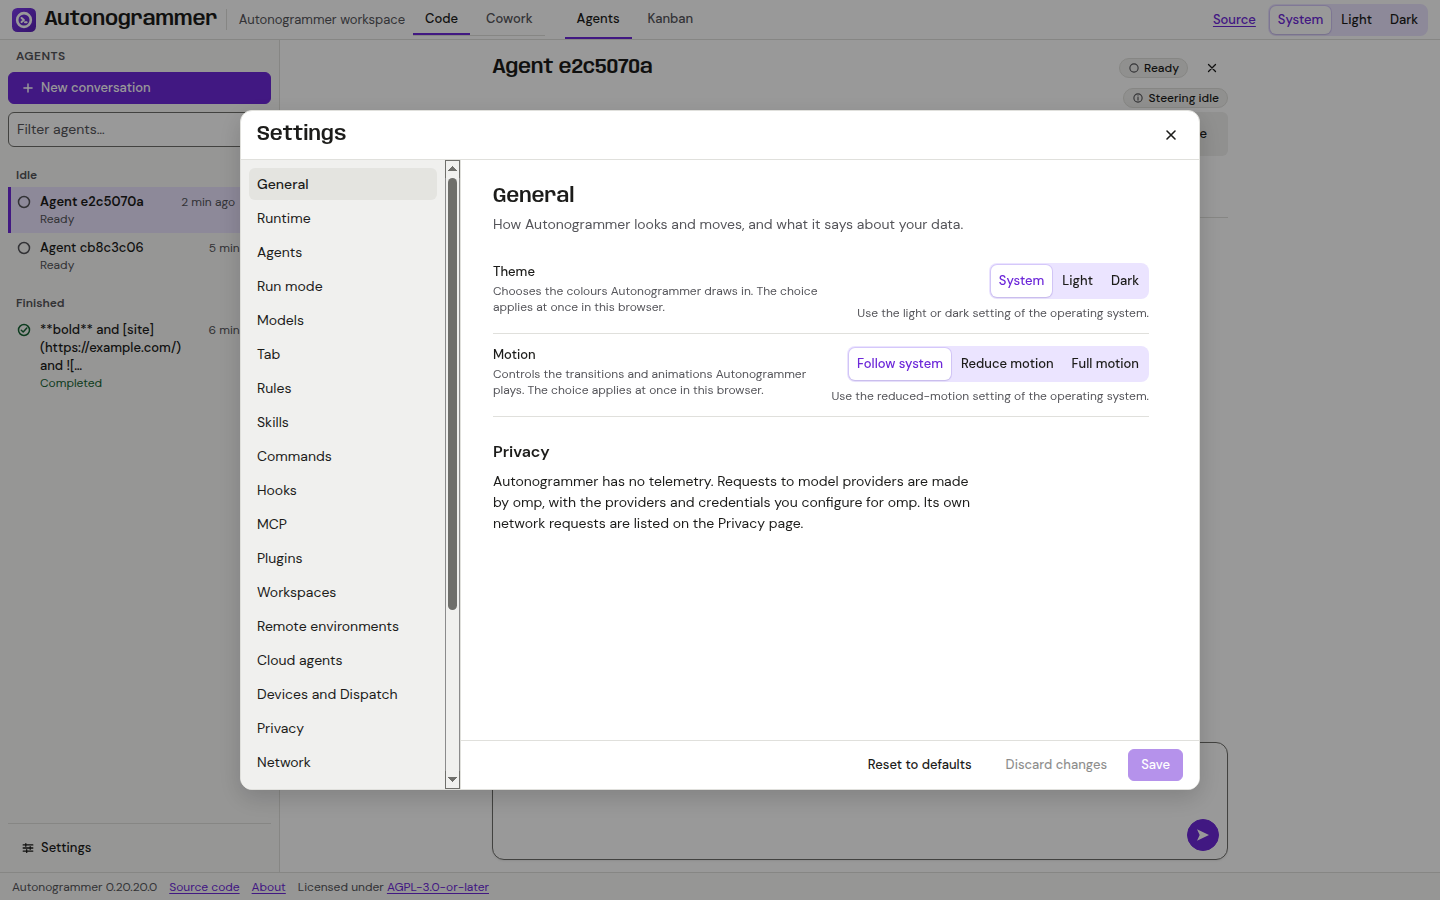 Autonogrammer
Autonogrammer workspace
Code
Cowork
Agents
Kanban
Source
System
Light
Dark
AGENTS
New conversation
Filter agents…
Idle
Agent e2c5070a
2 min ago
Ready
Agent cb8c3c06
5 min
Ready
Finished
**bold** and [site]
6 min
(https://example.com/)
and ![…
Completed
Settings
Agent e2c5070a
Ready
Steering idle
Settings
General
Runtime
Agents
Run mode
Models
Tab
Rules
Skills
Commands
Hooks
MCP
Plugins
Workspaces
Remote environments
Cloud agents
Devices and Dispatch
Privacy
Network
General
How Autonogrammer looks and moves, and what it says about your data.
Theme
Chooses the colours Autonogrammer draws in. The choice
applies at once in this browser.
System
Light
Dark
Use the light or dark setting of the operating system.
Motion
Controls the transitions and animations Autonogrammer
plays. The choice applies at once in this browser.
Follow system
Reduce motion
Full motion
Use the reduced-motion setting of the operating system.
Privacy
Autonogrammer has no telemetry. Requests to model providers are made
by omp, with the providers and credentials you configure for omp. Its own
network requests are listed on the Privacy page.
Reset to defaults
Discard changes
Save
Autonogrammer 0.20.20.0
Source code
About
Licensed under AGPL-3.0-or-later